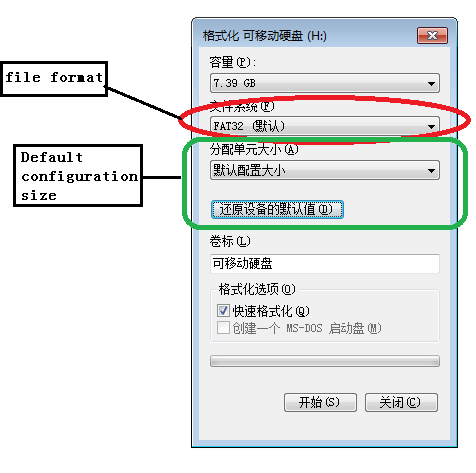 格式化 可移动硬盘 (H:)
容量(P):
7.39 GB
file format
文件系统(F)
FAT32 (默认)
分配单元大小(A)
Default
configuration
size
默认配置大小
还原设备的默认值(D)
卷标(L)
可移动硬盘
格式化选项(O)
快速格式化(Q)
创建一个 MS-DOS 启动盘(M)
开始(S)
关闭(C)